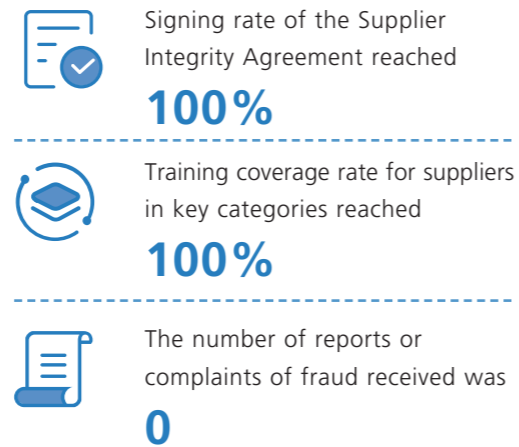 Signing rate of the Supplier
Integrity Agreement reached
100%
Training coverage rate for suppliers
in key categories reached
100%
The number of reports or
complaints of fraud received was
0